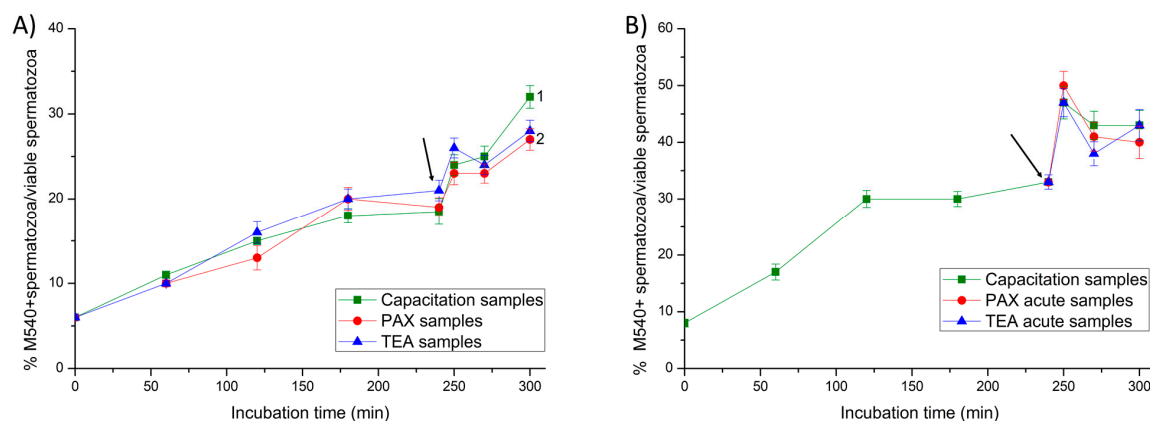 A)
40
30
20
10
0
% M540+spermatozoa/viable spermatozoa
1
2
Capacitation samples
PAX samples
TEA samples
0 50 100 150 200 250 300
Incubation time (min)
B)
60
50
40
30
20
10
0
% M540+ spermatozoa/viable spermatozoa
Capacitation samples
PAX acute samples
TEA acute samples
0 50 100 150 200 250 300
Incubation time (min)